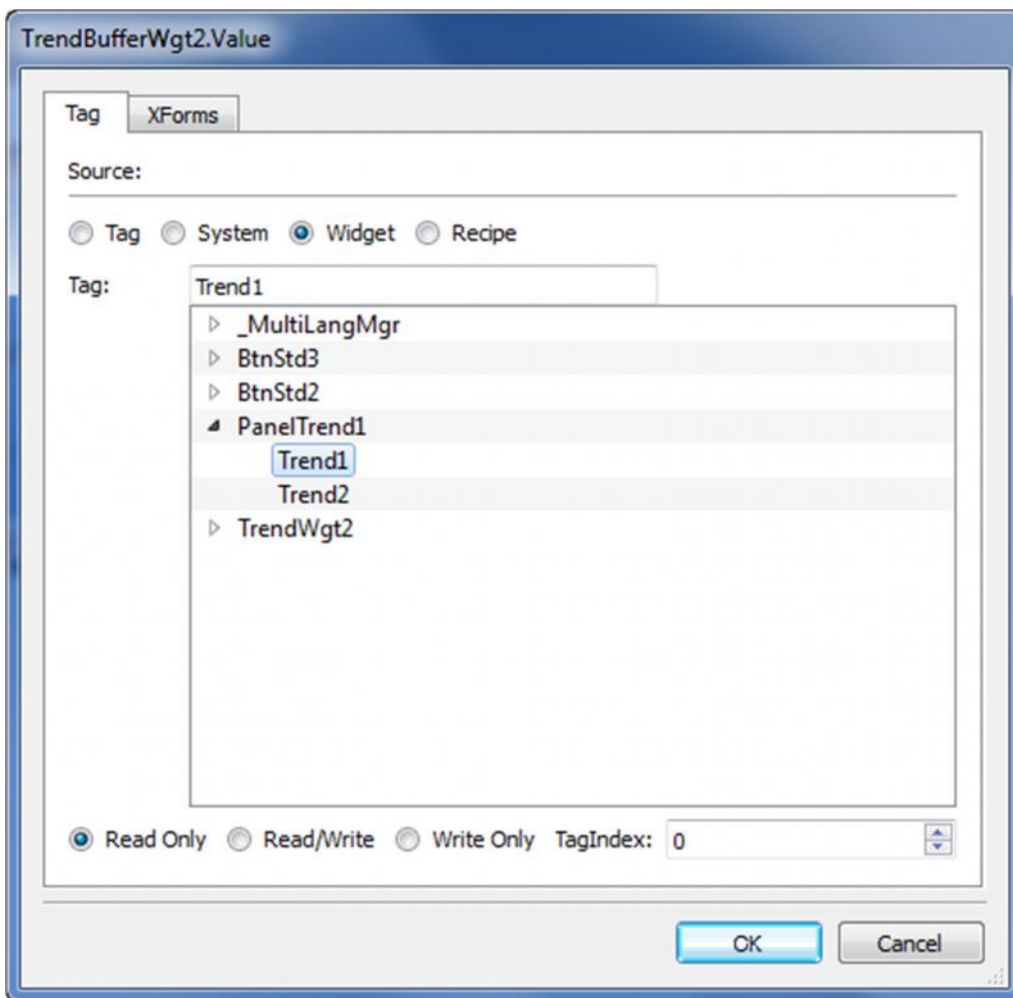 TrendBufferWgt2.Value
Tag XForms
Source:
Tag System Widget Recipe
Tag: Trend1
_MultiLangMgr
BtnStd3
BtnStd2
PanelTrend1
Trend1
Trend2
TrendWgt2
Read Only Read/Write Write Only TagIndex: 0
OK Cancel